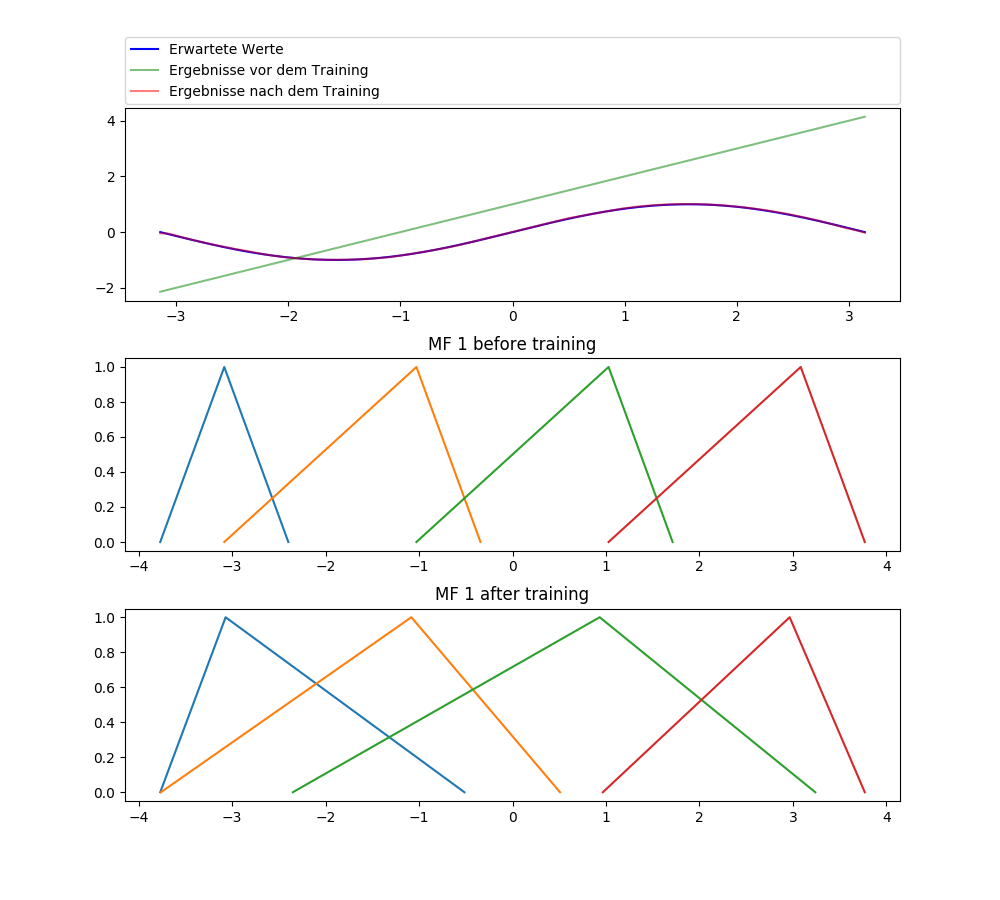 Erwartete Werte
Ergebnisse vor dem Training
Ergebnisse nach dem Training
4
2
0
−2
−3 −2 −1 0 1 2 3
MF 1 before training
1.0
0.8
0.6
0.4
0.2
0.0
−4 −3 −2 −1 0 1 2 3 4
MF 1 after training
1.0
0.8
0.6
0.4
0.2
0.0
−4 −3 −2 −1 0 1 2 3 4